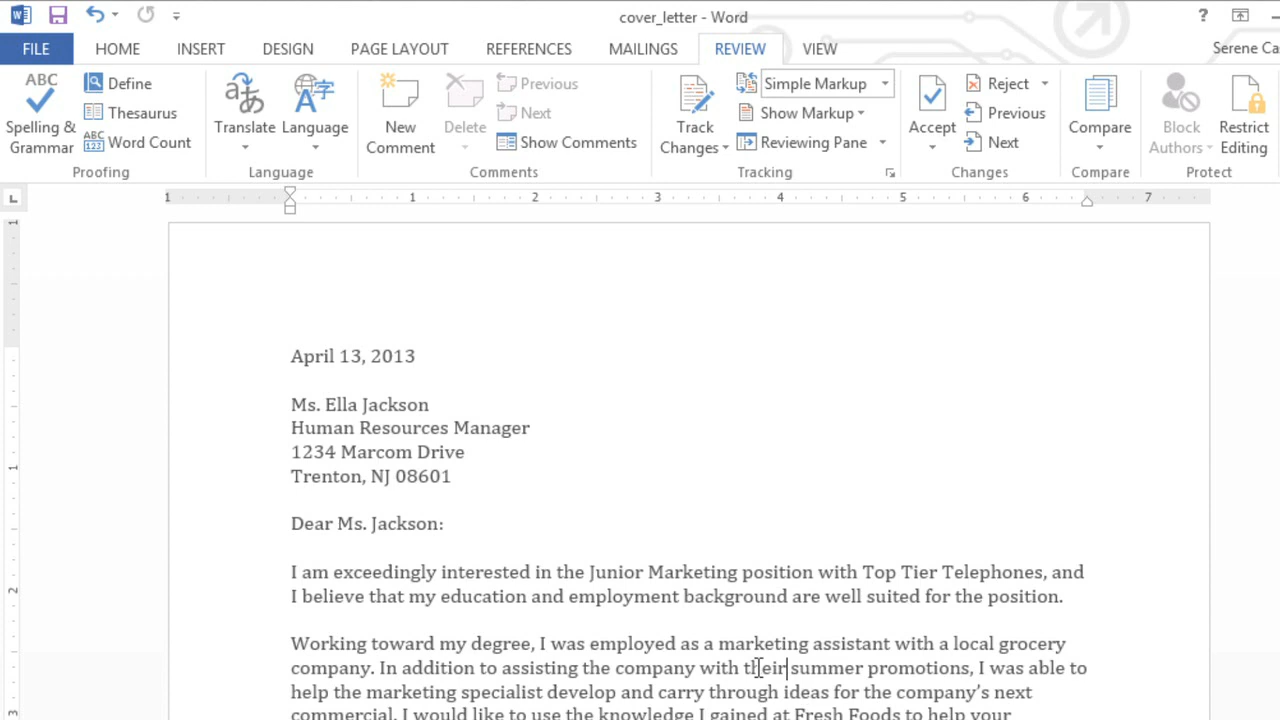 cover_letter - Word
?
FILE HOME INSERT DESIGN PAGE LAYOUT REFERENCES MAILINGS REVIEW VIEW
ABC
Spelling &
Grammar
Define
Thesaurus
ABC
123
Word Count
Proofing
Translate
Language
Language
New
Comment
Delete
Previous
Next
Show Comments
Comments
Track
Changes
Simple Markup
Show Markup
Reviewing Pane
Tracking
Accept
Reject
Previous
Next
Changes
Compare
Compare
Block
Authors
Restrict
Editing
Protect
L
1 1 2 3 4 5 6 7
1
1
2
3
April 13, 2013
Ms. Ella Jackson
Human Resources Manager
1234 Marcom Drive
Trenton, NJ 08601
Dear Ms. Jackson:
I am exceedingly interested in the Junior Marketing position with Top Tier Telephones, and
I believe that my education and employment background are well suited for the position.
Working toward my degree, I was employed as a marketing assistant with a local grocery
company. In addition to assisting the company with their summer promotions, I was able to
help the marketing specialist develop and carry through ideas for the company's next
commercial. I would like to use the knowledge I gained at Fresh Foods to help your